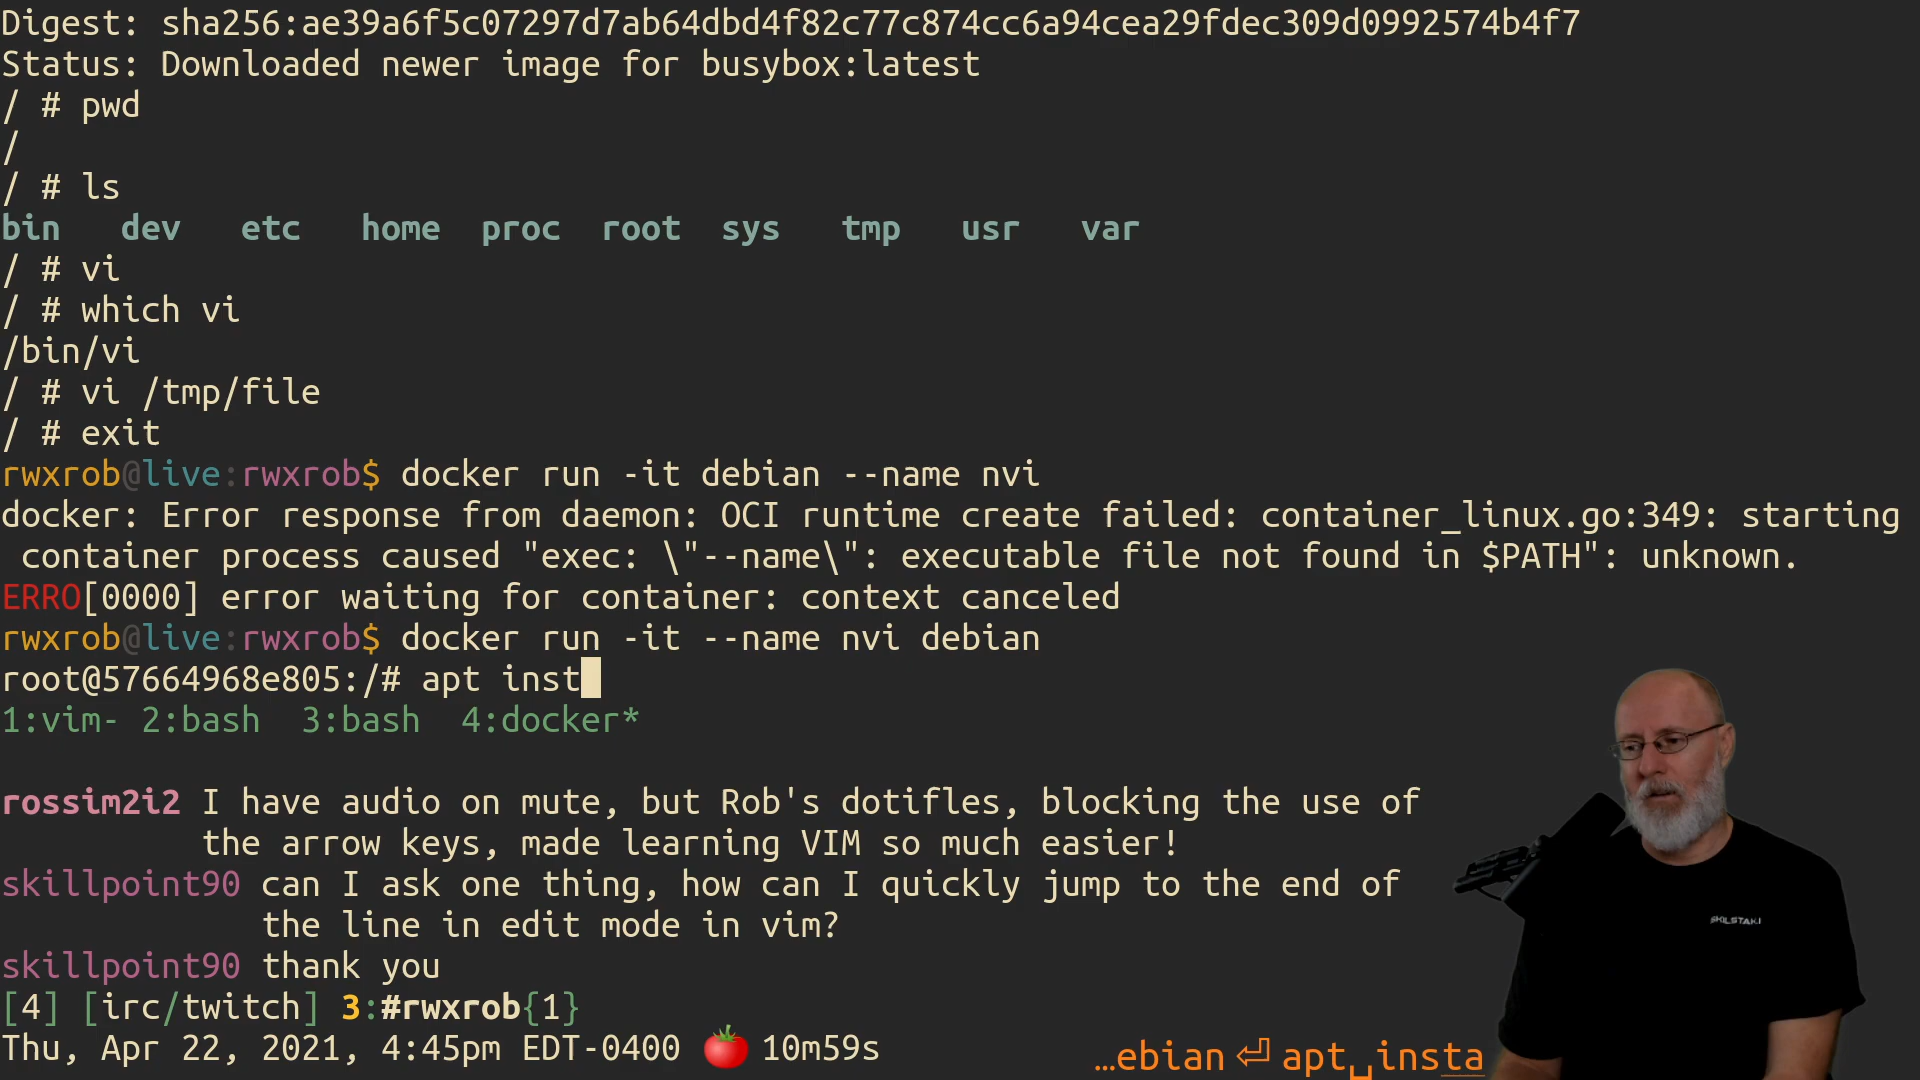 Digest: sha256:ae39a6f5c07297d7ab64dbd4f82c77c874cc6a94cea29fdec309d0992574b4f7
Status: Downloaded newer image for busybox:latest
/ # pwd
/
/ # ls
bin   dev   etc   home  proc  root  sys   tmp   usr   var
/ # vi
/ # which vi
/bin/vi
/ # vi /tmp/file
/ # exit
rwxrob@live:rwxrob$ docker run -it debian --name nvi
docker: Error response from daemon: OCI runtime create failed: container_linux.go:349: starting
 container process caused "exec: \"--name\": executable file not found in $PATH": unknown.
ERRO[0000] error waiting for container: context canceled
rwxrob@live:rwxrob$ docker run -it --name nvi debian
root@57664968e805:/# apt inst
1:vim- 2:bash  3:bash  4:docker*
rossim2i2 I have audio on mute, but Rob's dotifles, blocking the use of
the arrow keys, made learning VIM so much easier!
skillpoint90 can I ask one thing, how can I quickly jump to the end of
the line in edit mode in vim?
skillpoint90 thank you
[4] [irc/twitch] 3:#rwxrob{1}
Thu, Apr 22, 2021, 4:45pm EDT-0400 🍅 10m59s
…ebian⏎apt␣insta
SKILSTAK.I